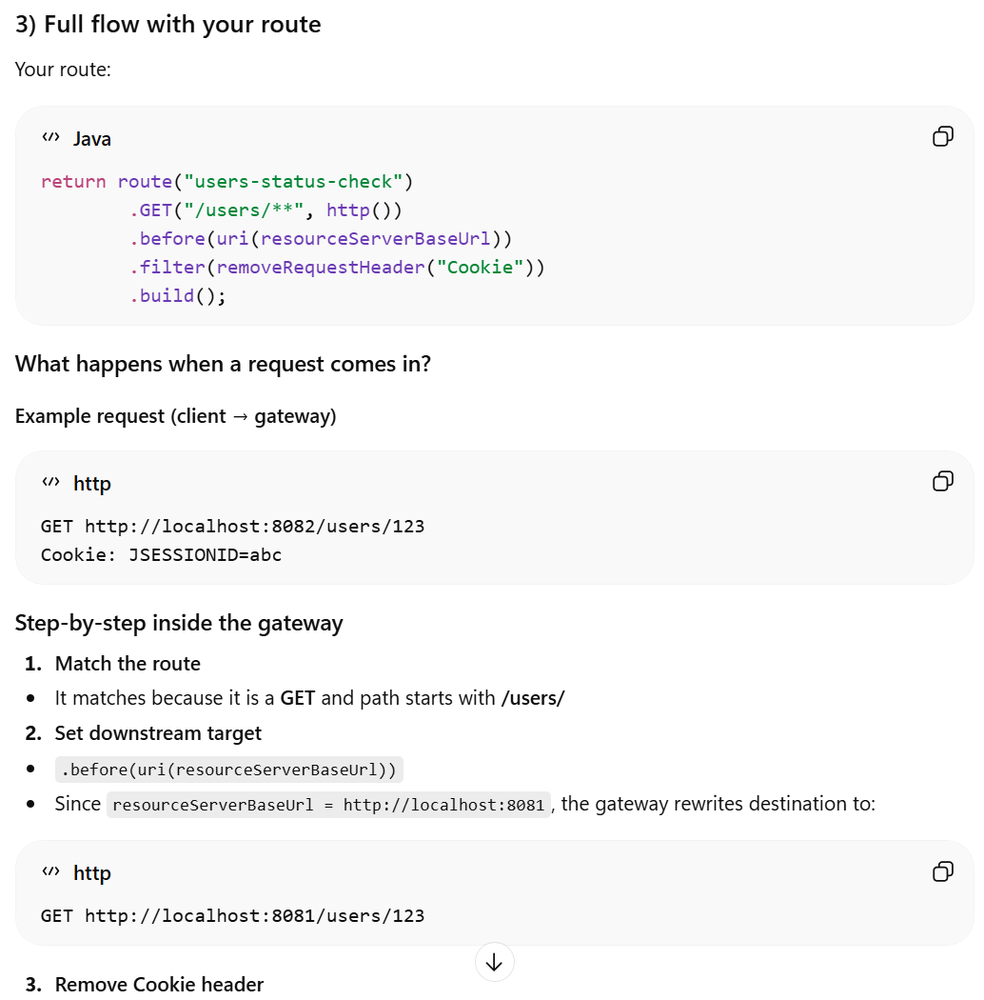 3) Full flow with your route
Your route:
Java
return route("users-status-check")
        .GET("/users/**", http())
        .before(uri(resourceServerBaseUrl))
        .filter(removeRequestHeader("Cookie"))
        .build();
What happens when a request comes in?
Example request (client → gateway)
http
GET http://localhost:8082/users/123
Cookie: JSESSIONID=abc
Step-by-step inside the gateway
1. Match the route
• It matches because it is a GET and path starts with /users/
2. Set downstream target
• .before(uri(resourceServerBaseUrl))
• Since resourceServerBaseUrl = http://localhost:8081, the gateway rewrites destination to:
http
GET http://localhost:8081/users/123
3. Remove Cookie header